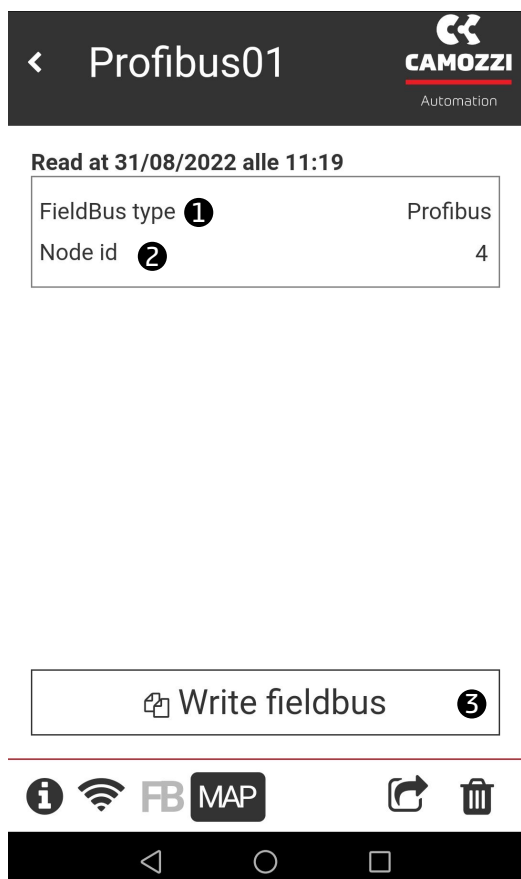 Profibus01
CAMOZZI
Automation
Read at 31/08/2022 alle 11:19
FieldBus type 1 Profibus
Node id 2 4
Write fieldbus 3
FB MAP